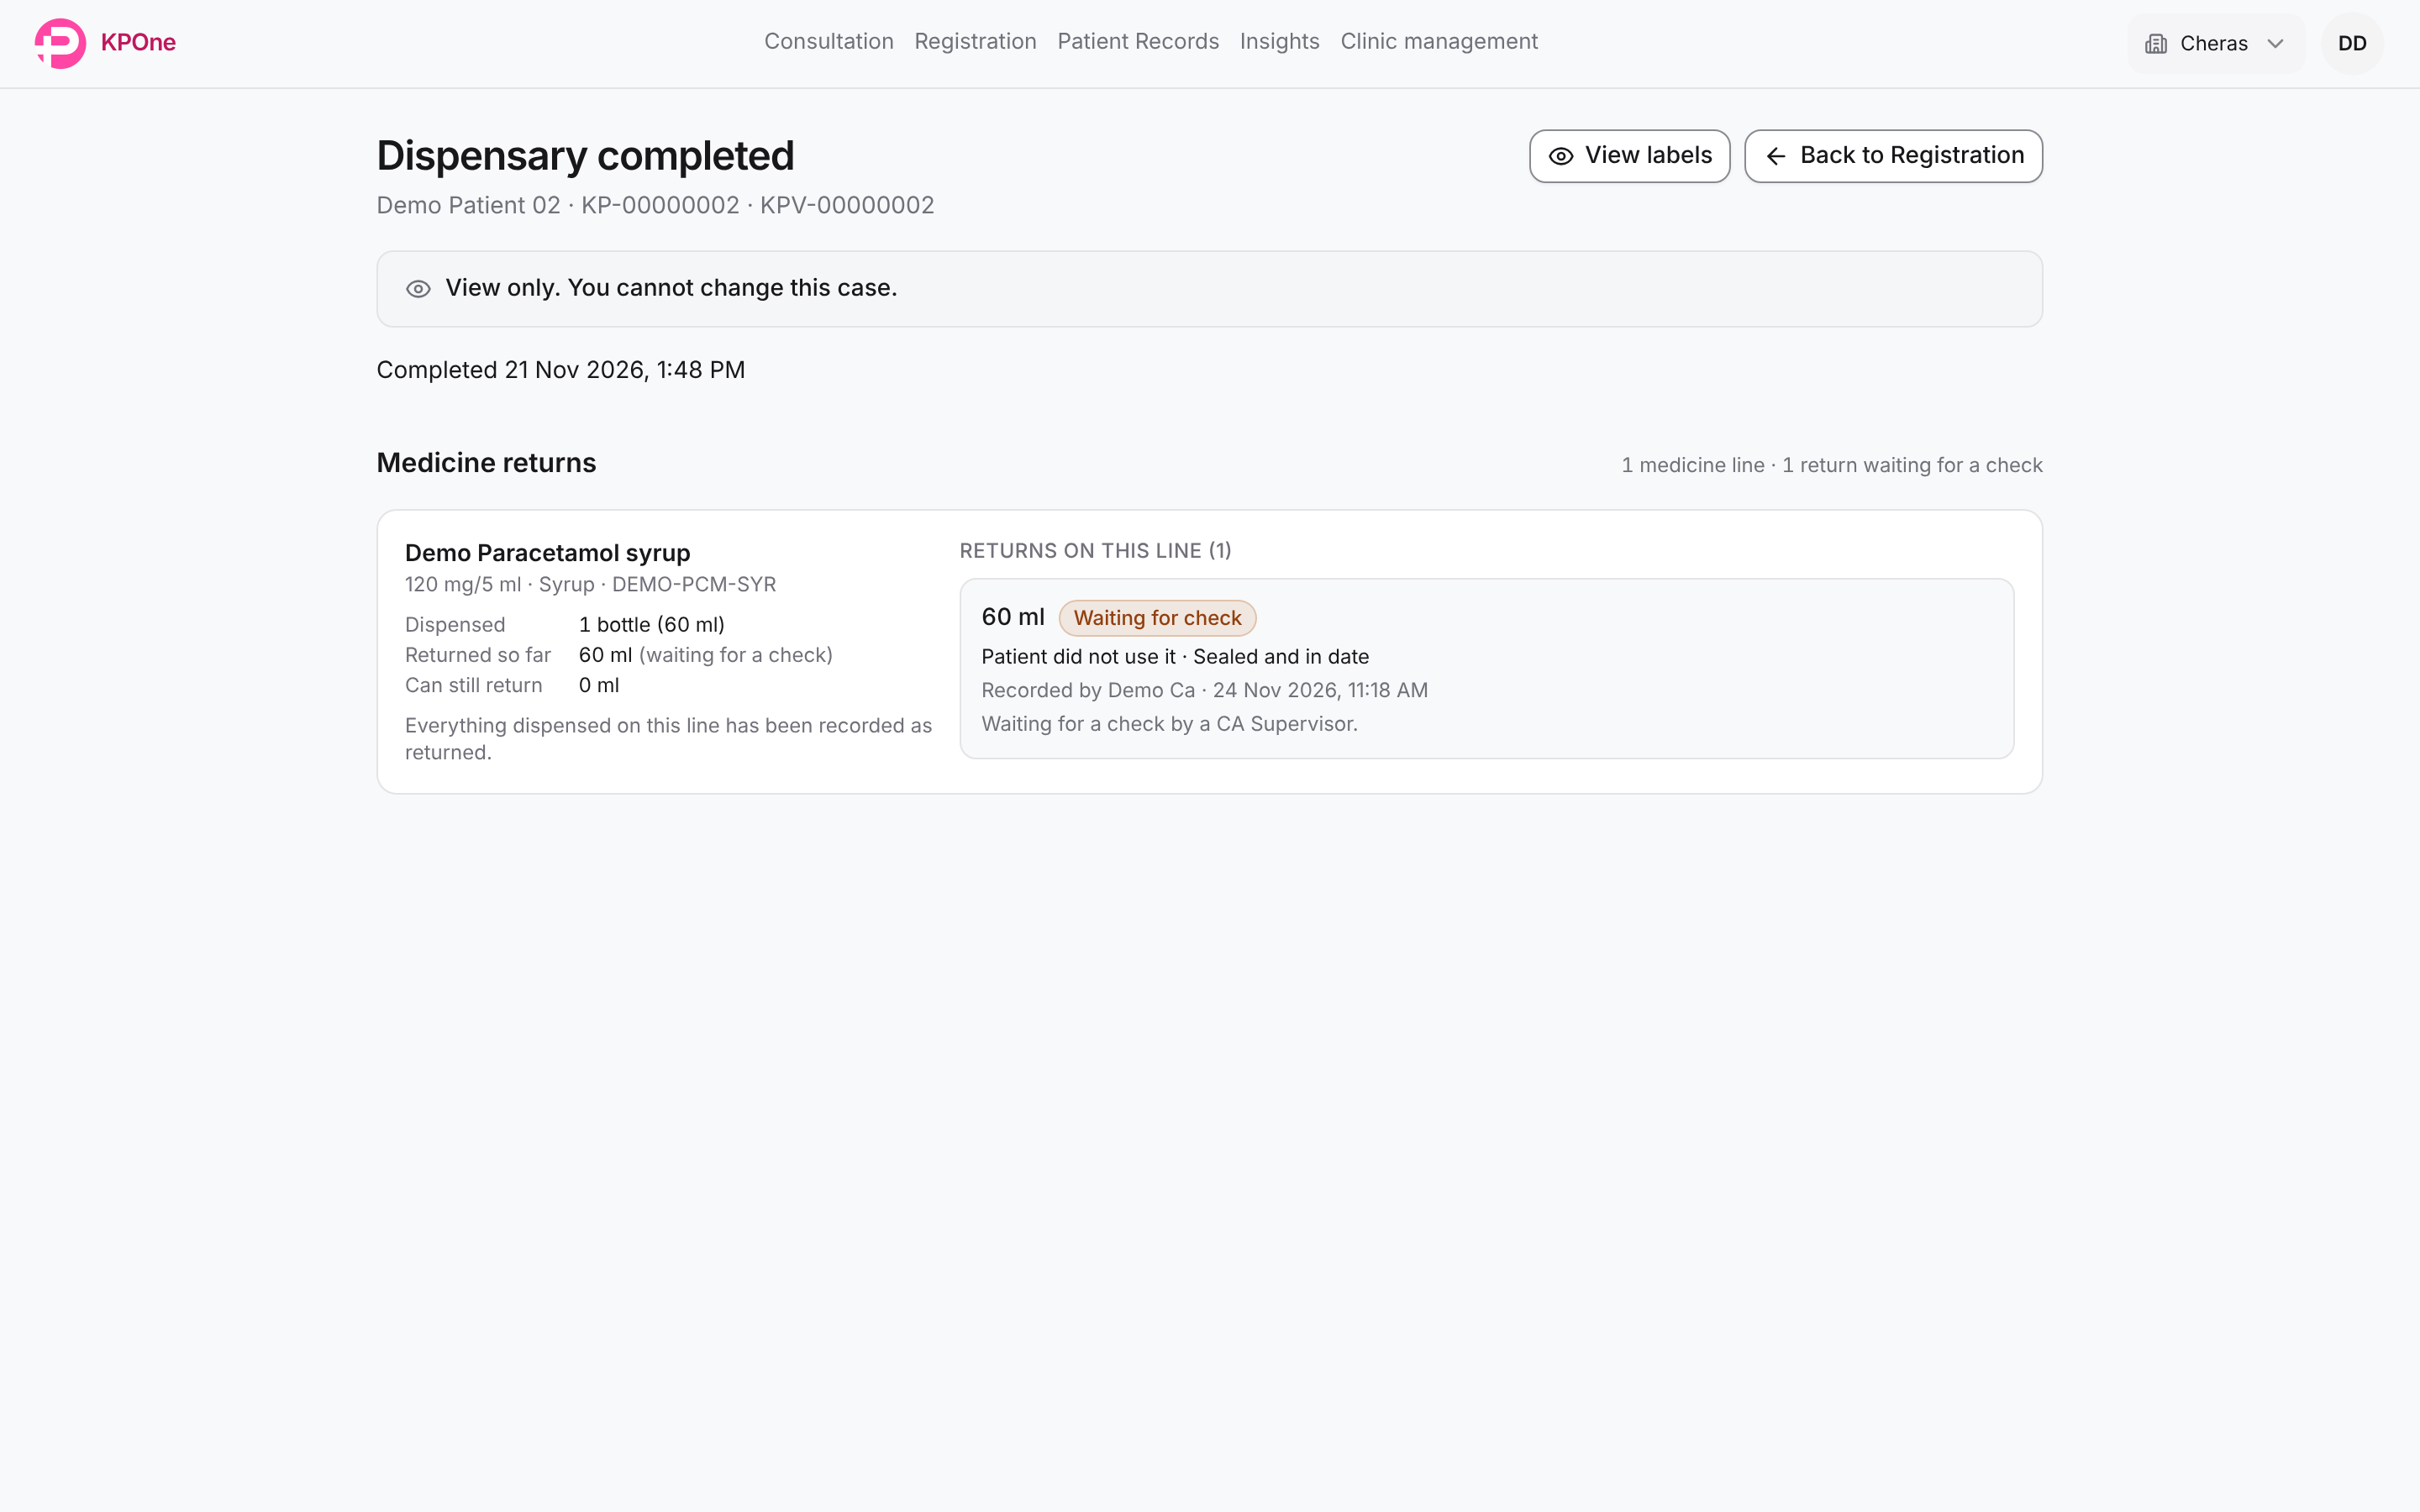 KPOne
Consultation Registration Patient Records Insights Clinic management
Cheras
DD
Dispensary completed
View labels
Back to Registration
Demo Patient 02 · KP-00000002 · KPV-00000002
View only. You cannot change this case.
Completed 21 Nov 2026, 1:48 PM
Medicine returns
1 medicine line · 1 return waiting for a check
Demo Paracetamol syrup
120 mg/5 ml · Syrup · DEMO-PCM-SYR
Dispensed 1 bottle (60 ml)
Returned so far 60 ml (waiting for a check)
Can still return 0 ml
Everything dispensed on this line has been recorded as
returned.
RETURNS ON THIS LINE (1)
60 ml Waiting for check
Patient did not use it · Sealed and in date
Recorded by Demo Ca · 24 Nov 2026, 11:18 AM
Waiting for a check by a CA Supervisor.